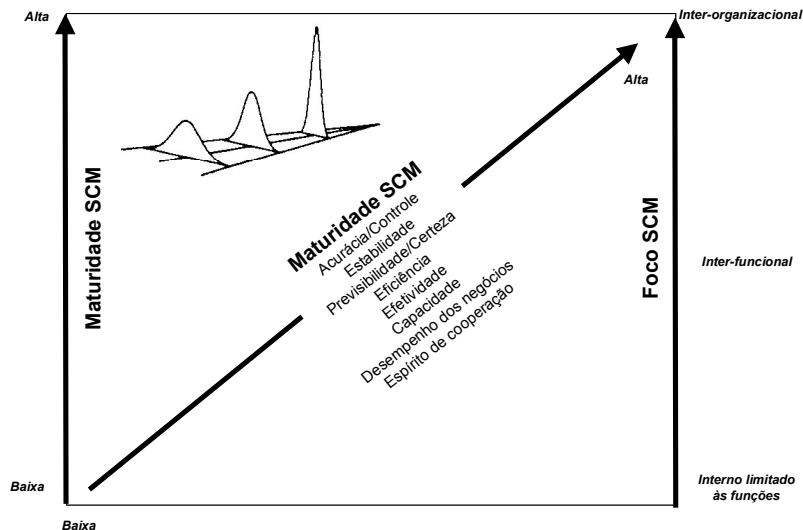 Alta
Inter-organizacional
Alta
Maturidade SCM
Maturidade SCM
Acurácia/Controle
Estabilidade
Previsibilidade/Certeza
Eficiência
Efetividade
Capacidade
Desempenho dos negócios
Espírito de cooperação
Foco SCM
Inter-funcional
Baixa
Interno limitado
às funções
Baixa